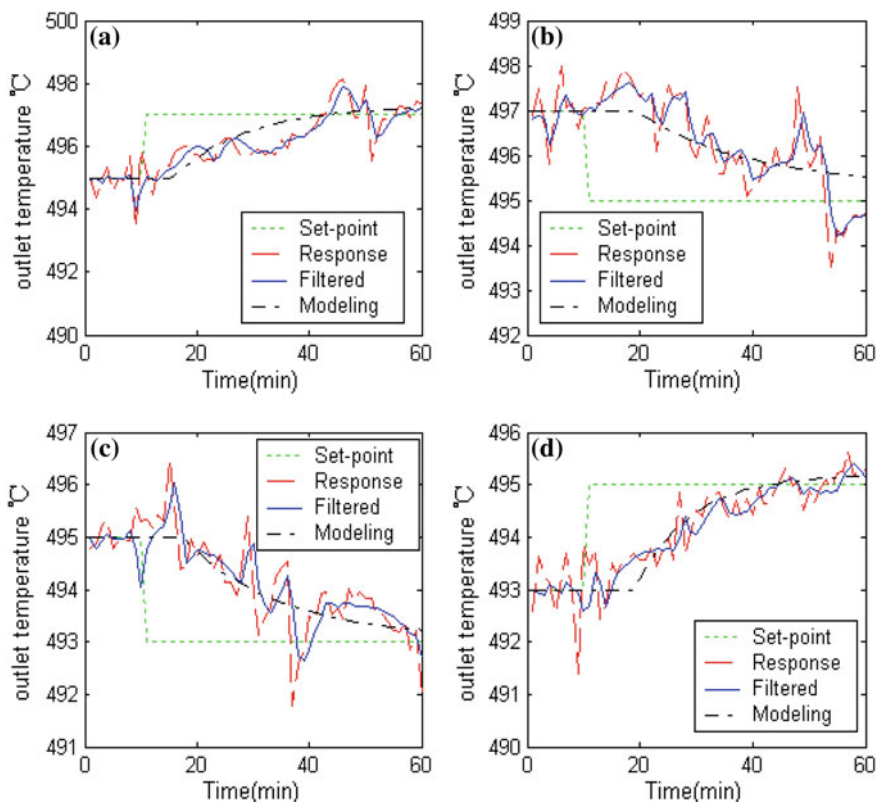 (a)
500
498
496
494
492
490
outlet temperature ℃
0 20 40 60
Time(min)
Set-point
Response
Filtered
Modeling
(b)
499
498
497
496
495
494
493
492
outlet temperature ℃
0 20 40 60
Time(min)
Set-point
Response
Filtered
Modeling
(c)
497
496
495
494
493
492
491
outlet temperature ℃
0 20 40 60
Time(min)
Set-point
Response
Filtered
Modeling
(d)
496
495
494
493
492
491
490
outlet temperature ℃
0 20 40 60
Time(min)
Set-point
Response
Filtered
Modeling